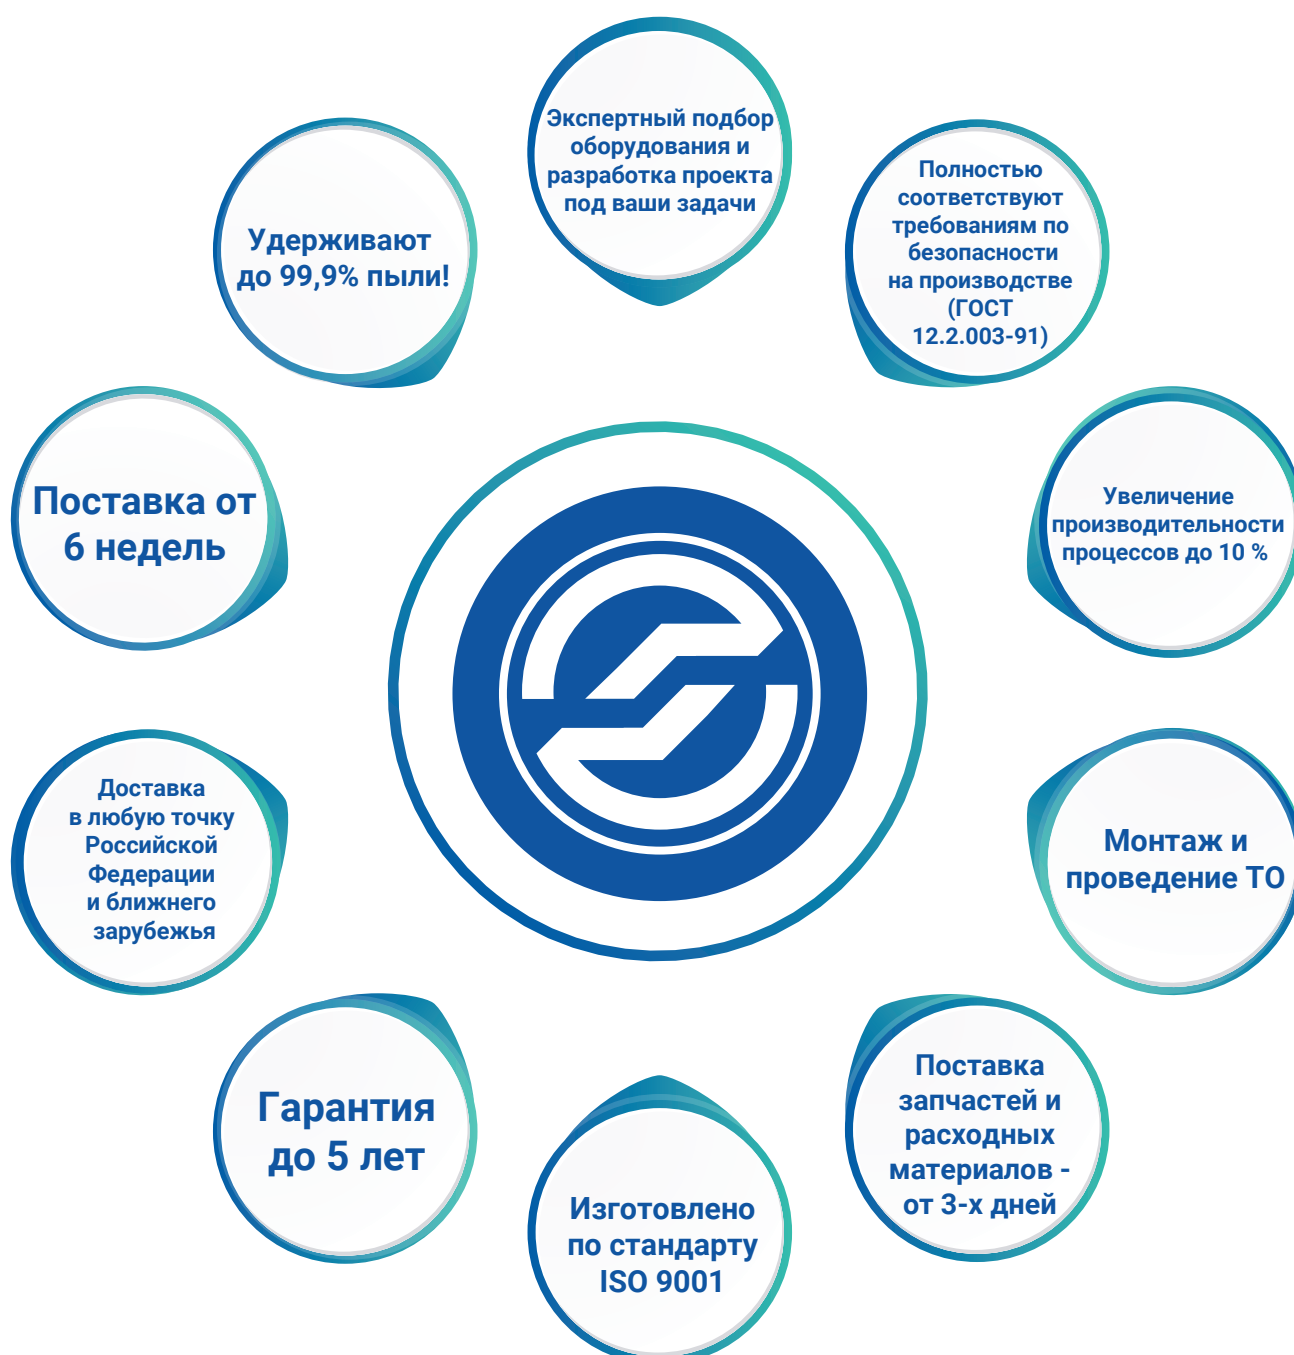 Экспертный подбор
оборудования и
разработка проекта
под ваши задачи
Полностью
соответствуют
требованиям по
безопасности
на производстве
(ГОСТ
12.2.003-91)
Увеличение
производительности
процессов до 10 %
Монтаж и
проведение ТО
Поставка
запчастей и
расходных
материалов -
от 3-х дней
Изготовлено
по стандарту
ISO 9001
Гарантия
до 5 лет
Доставка
в любую точку
Российской
Федерации
и ближнего
зарубежья
Поставка от
6 недель
Удерживают
до 99,9% пыли!